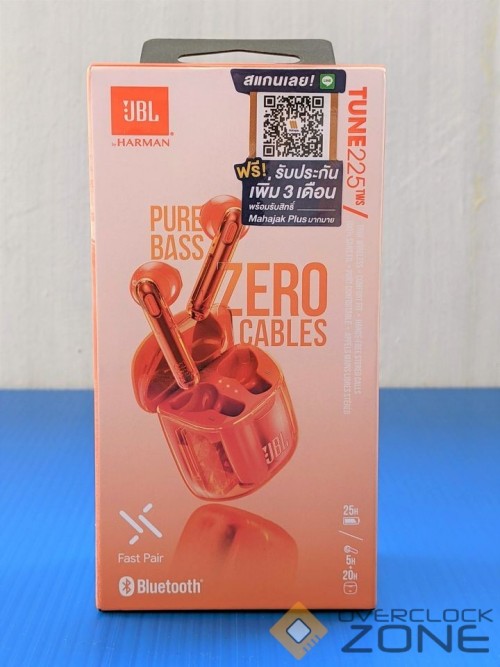 JBL
by HARMAN
สแกนเลย!
LINE
ฟรี! รับประกัน
เพิ่ม 3 เดือน
พร้อมรับสิทธิ์
Mahajak Plus มากมาย
TUNE225TWS
PURE
BASS
ZERO
CABLES
JBL
Fast Pair
Bluetooth®
25H
5H
+
20H
OVERCLOCK
ZONE